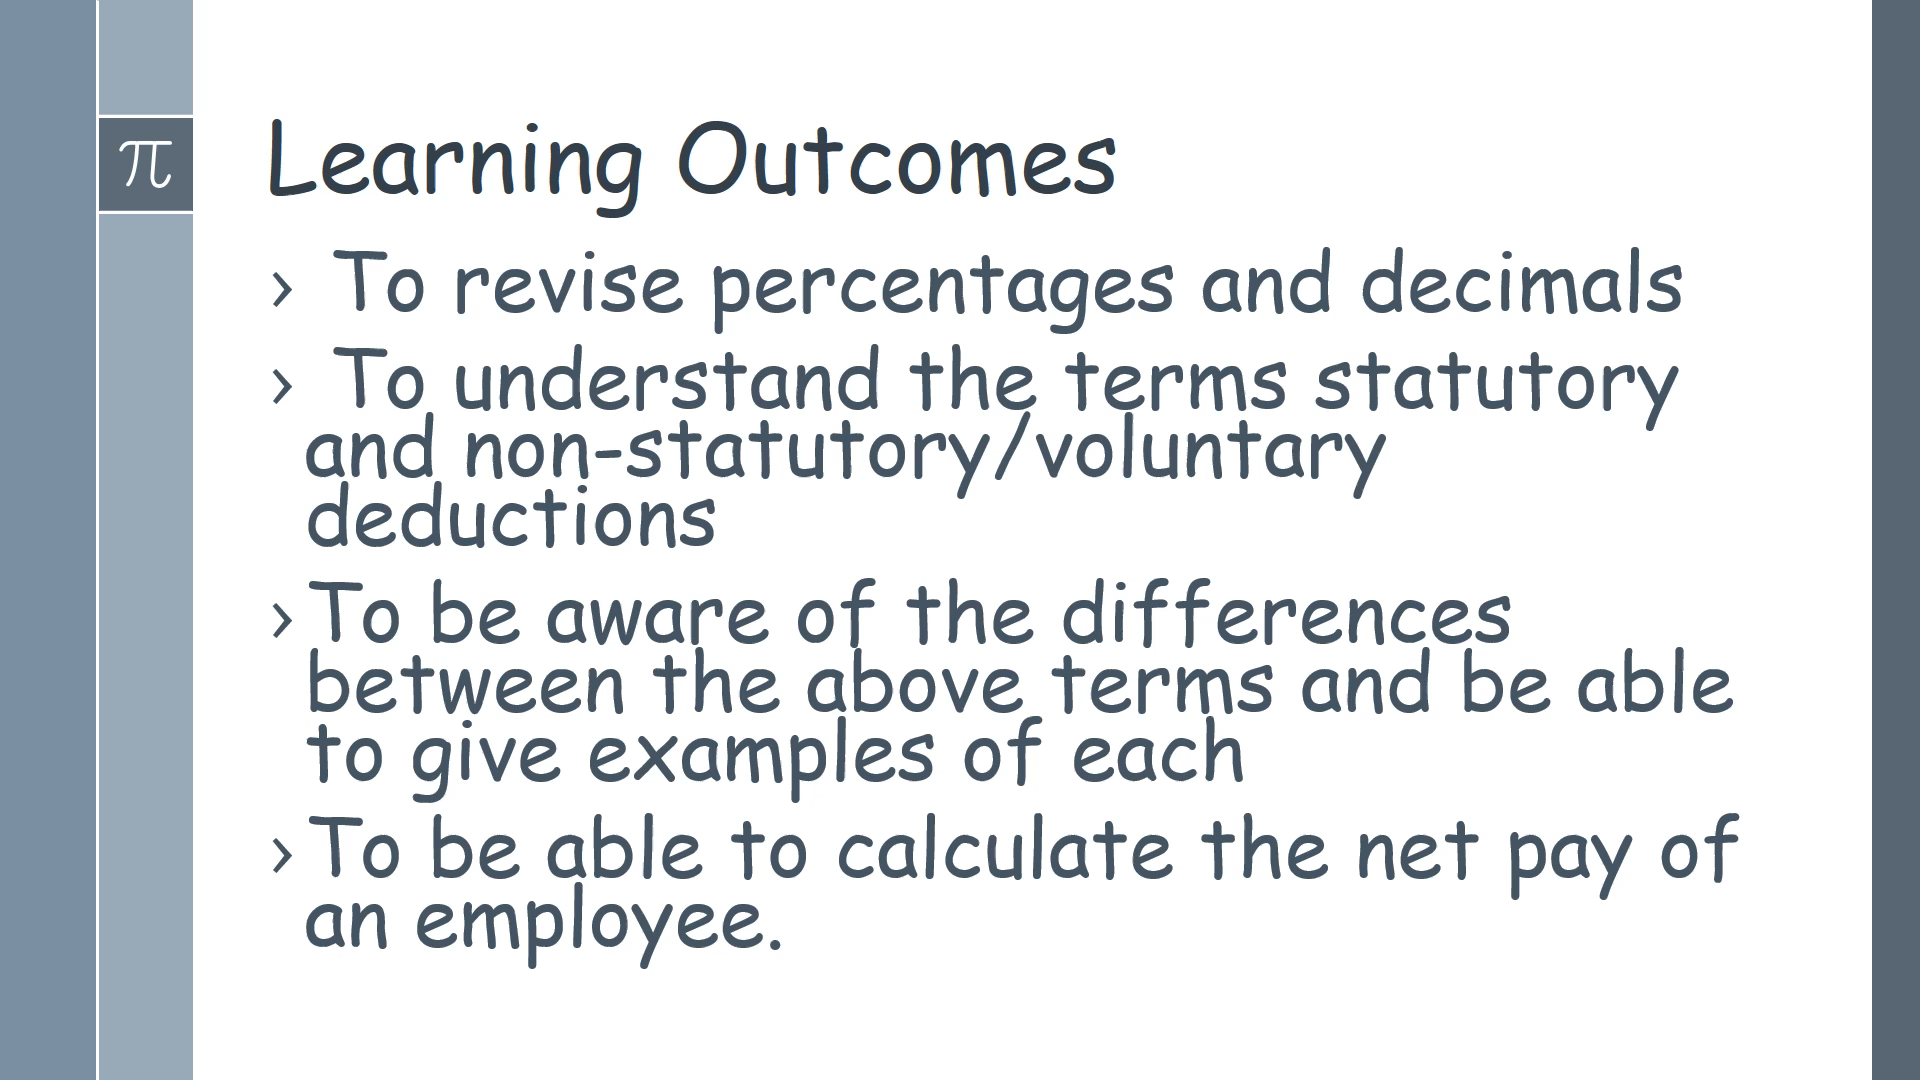 π
Learning Outcomes
› To revise percentages and decimals
› To understand the terms statutory
and non-statutory/voluntary
deductions
› To be aware of the differences
between the above terms and be able
to give examples of each
› To be able to calculate the net pay of
an employee.